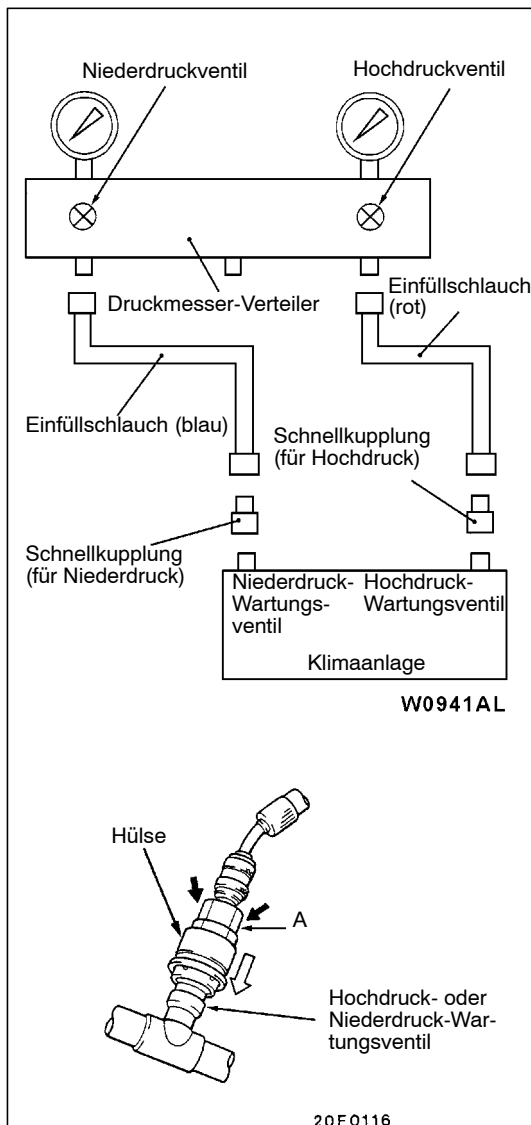 Niederdruckventil
Hochdruckventil
Druckmesser-Verteiler
Einfüllschlauch
(rot)
Einfüllschlauch (blau)
Schnellkupplung
(für Hochdruck)
Schnellkupplung
(für Niederdruck)
Niederdruck-
Wartungs-
ventil
Hochdruck-
Wartungsventil
Klimaanlage
W0941AL
Hülse
A
Hochdruck- oder
Niederdruck-War-
tungsventil
20F0116